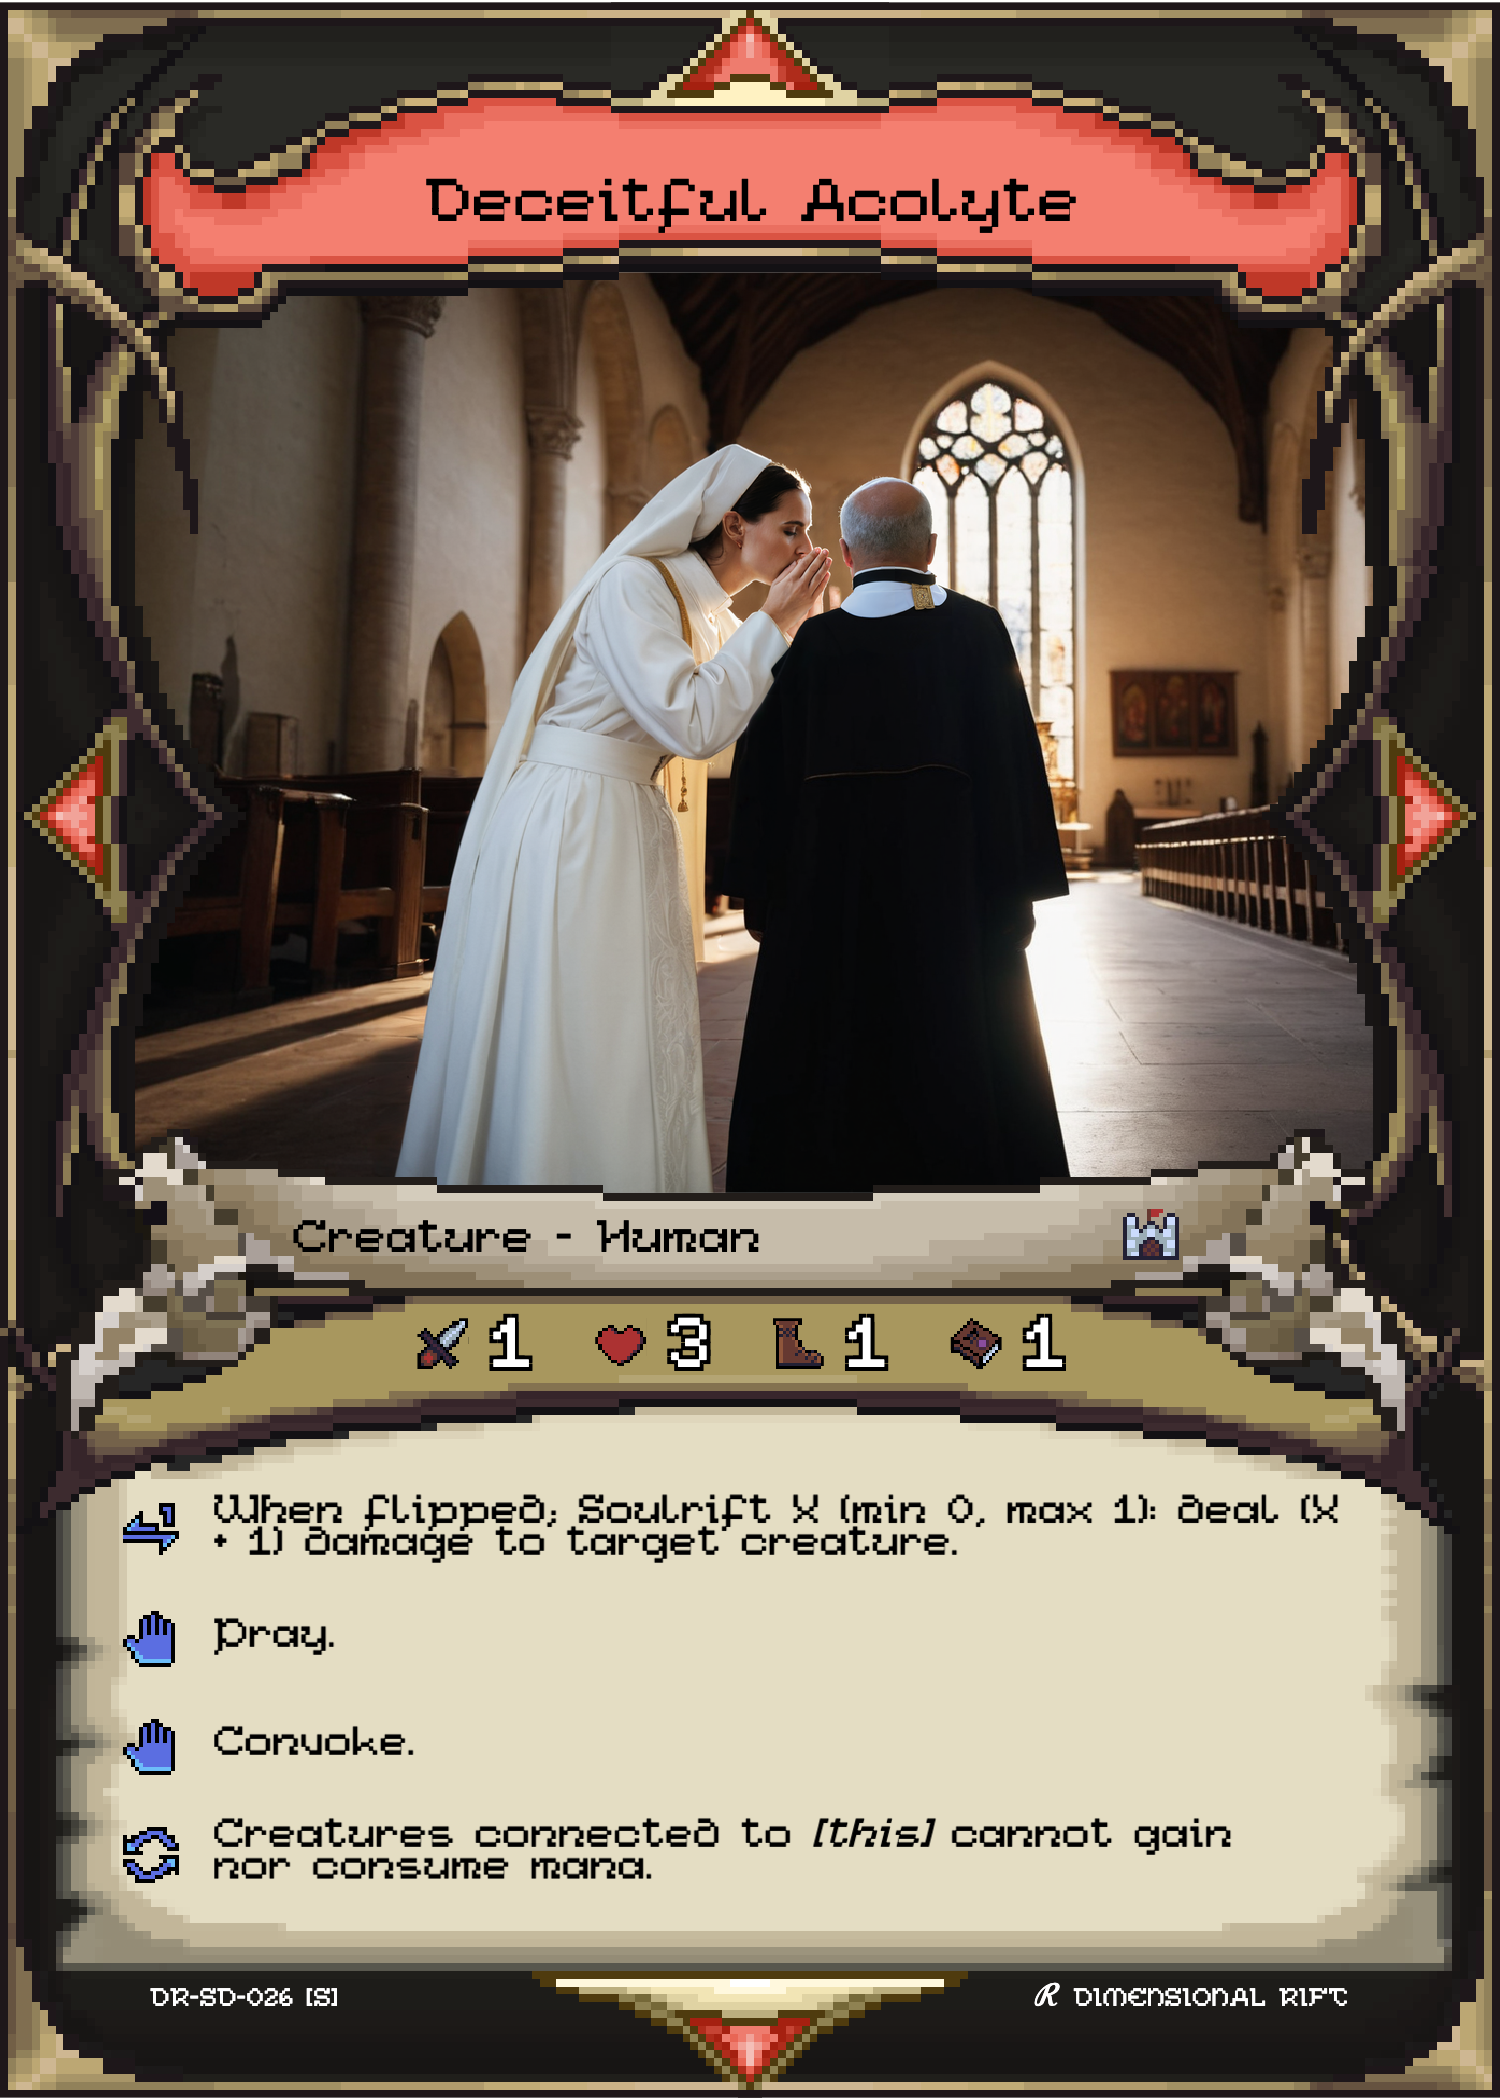 Deceitful Acolyte
Creature - Human
1 3 1 1
When flipped; Soulrift X (min 0, max 1): deal (X
+ 1) damage to target creature.
Pray.
Convoke.
Creatures connected to [this] cannot gain
nor consume mana.
DR-SD-026 [S]
R DIMENSIONAL RIFT